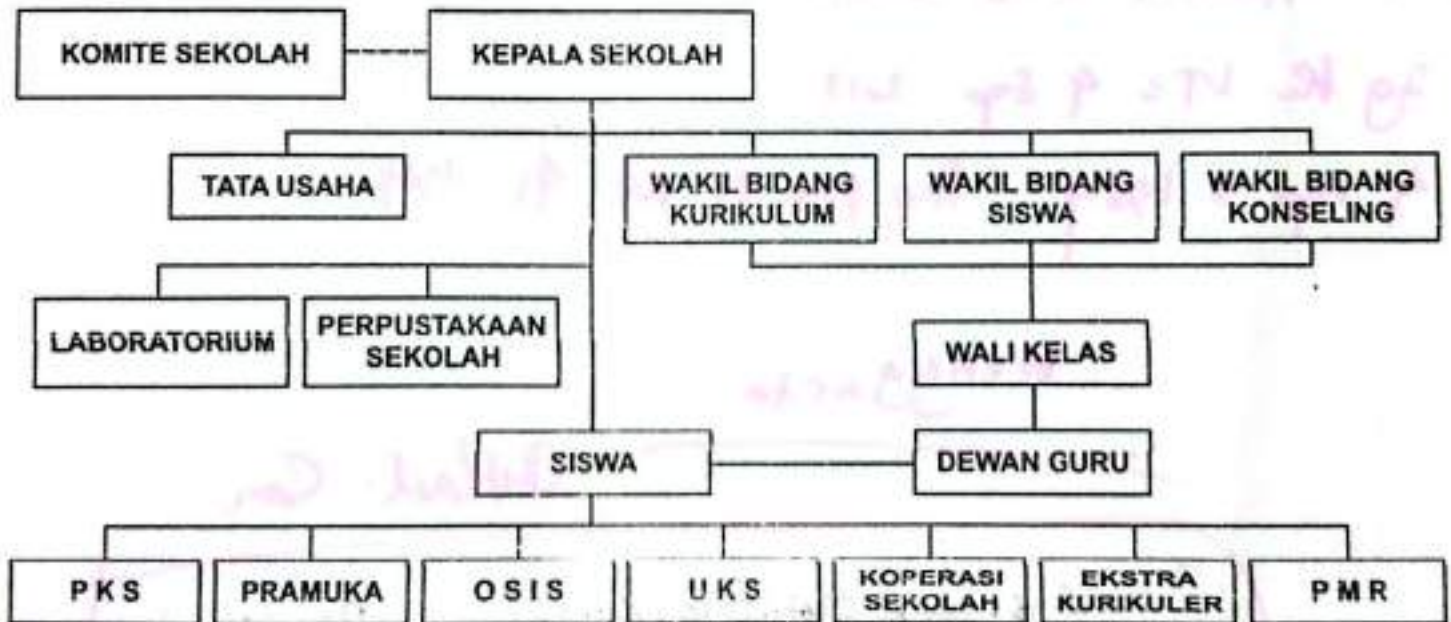 KOMITE SEKOLAH
KEPALA SEKOLAH
TATA USAHA
WAKIL BIDANG
KURIKULUM
WAKIL BIDANG
SISWA
WAKIL BIDANG
KONSELING
LABORATORIUM
PERPUSTAKAAN
SEKOLAH
WALI KELAS
SISWA
DEWAN GURU
PKS
PRAMUKA
OSIS
UKS
KOPERASI
SEKOLAH
EKSTRA
KURIKULER
PMR